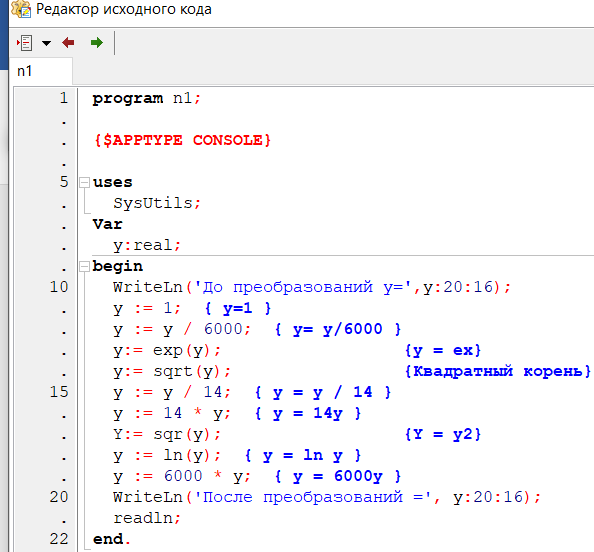 Редактор исходного кода
n1
1 program n1;
.
. {$APPTYPE CONSOLE}
.
5 uses
. SysUtils;
. Var
. y:real;
. begin
10 WriteLn('До преобразований y=',y:20:16);
. y := 1; { y=1 }
. y := y / 6000; { y= y/6000 }
. y:= exp(y); {y = ex}
. y:= sqrt(y); {Квадратный корень}
15 y := y / 14; { y = y / 14 }
. y := 14 * y; { y = 14y }
. Y:= sqr(y); {Y = y2}
. y := ln(y); { y = ln y }
. y := 6000 * y; { y = 6000y }
20 WriteLn('После преобразований =', y:20:16);
. readln;
22 end.